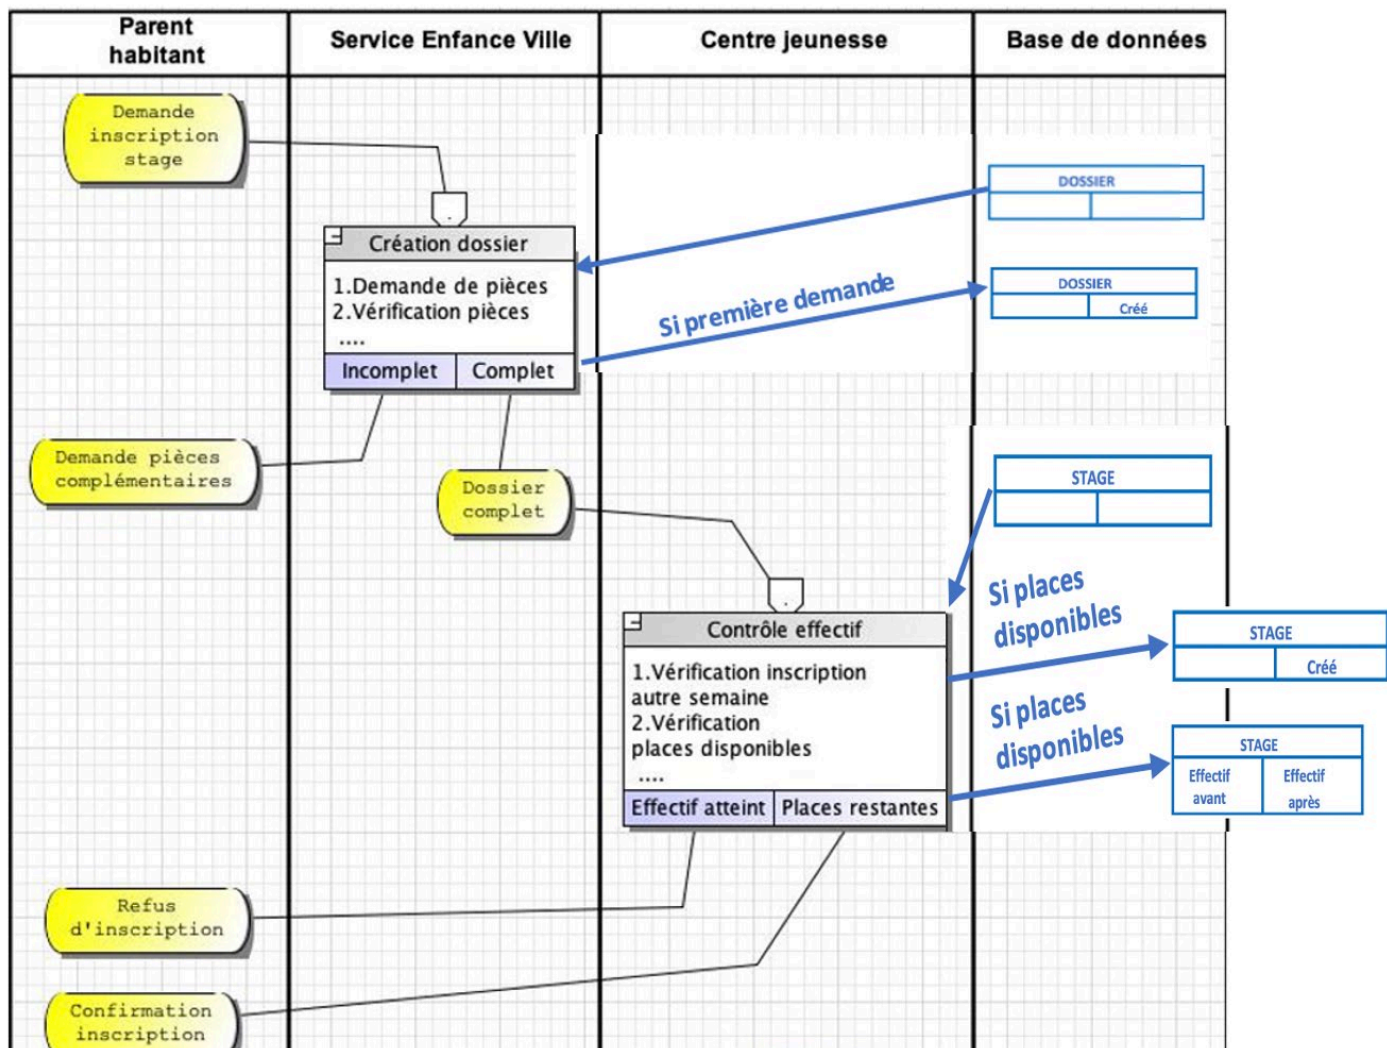 Parent
habitant
Service Enfance Ville
Centre jeunesse
Base de données
Demande
inscription
stage
DOSSIER
Création dossier
1.Demande de pièces
2.Vérification pièces
....
Incomplet
Complet
Si première demande
DOSSIER
Créé
Demande pièces
complémentaires
Dossier
complet
STAGE
Si places
disponibles
Contrôle effectif
1.Vérification inscription
autre semaine
2.Vérification
places disponibles
....
Effectif atteint
Places restantes
STAGE
Créé
Si places
disponibles
STAGE
Effectif
avant
Effectif
après
Refus
d'inscription
Confirmation
inscription